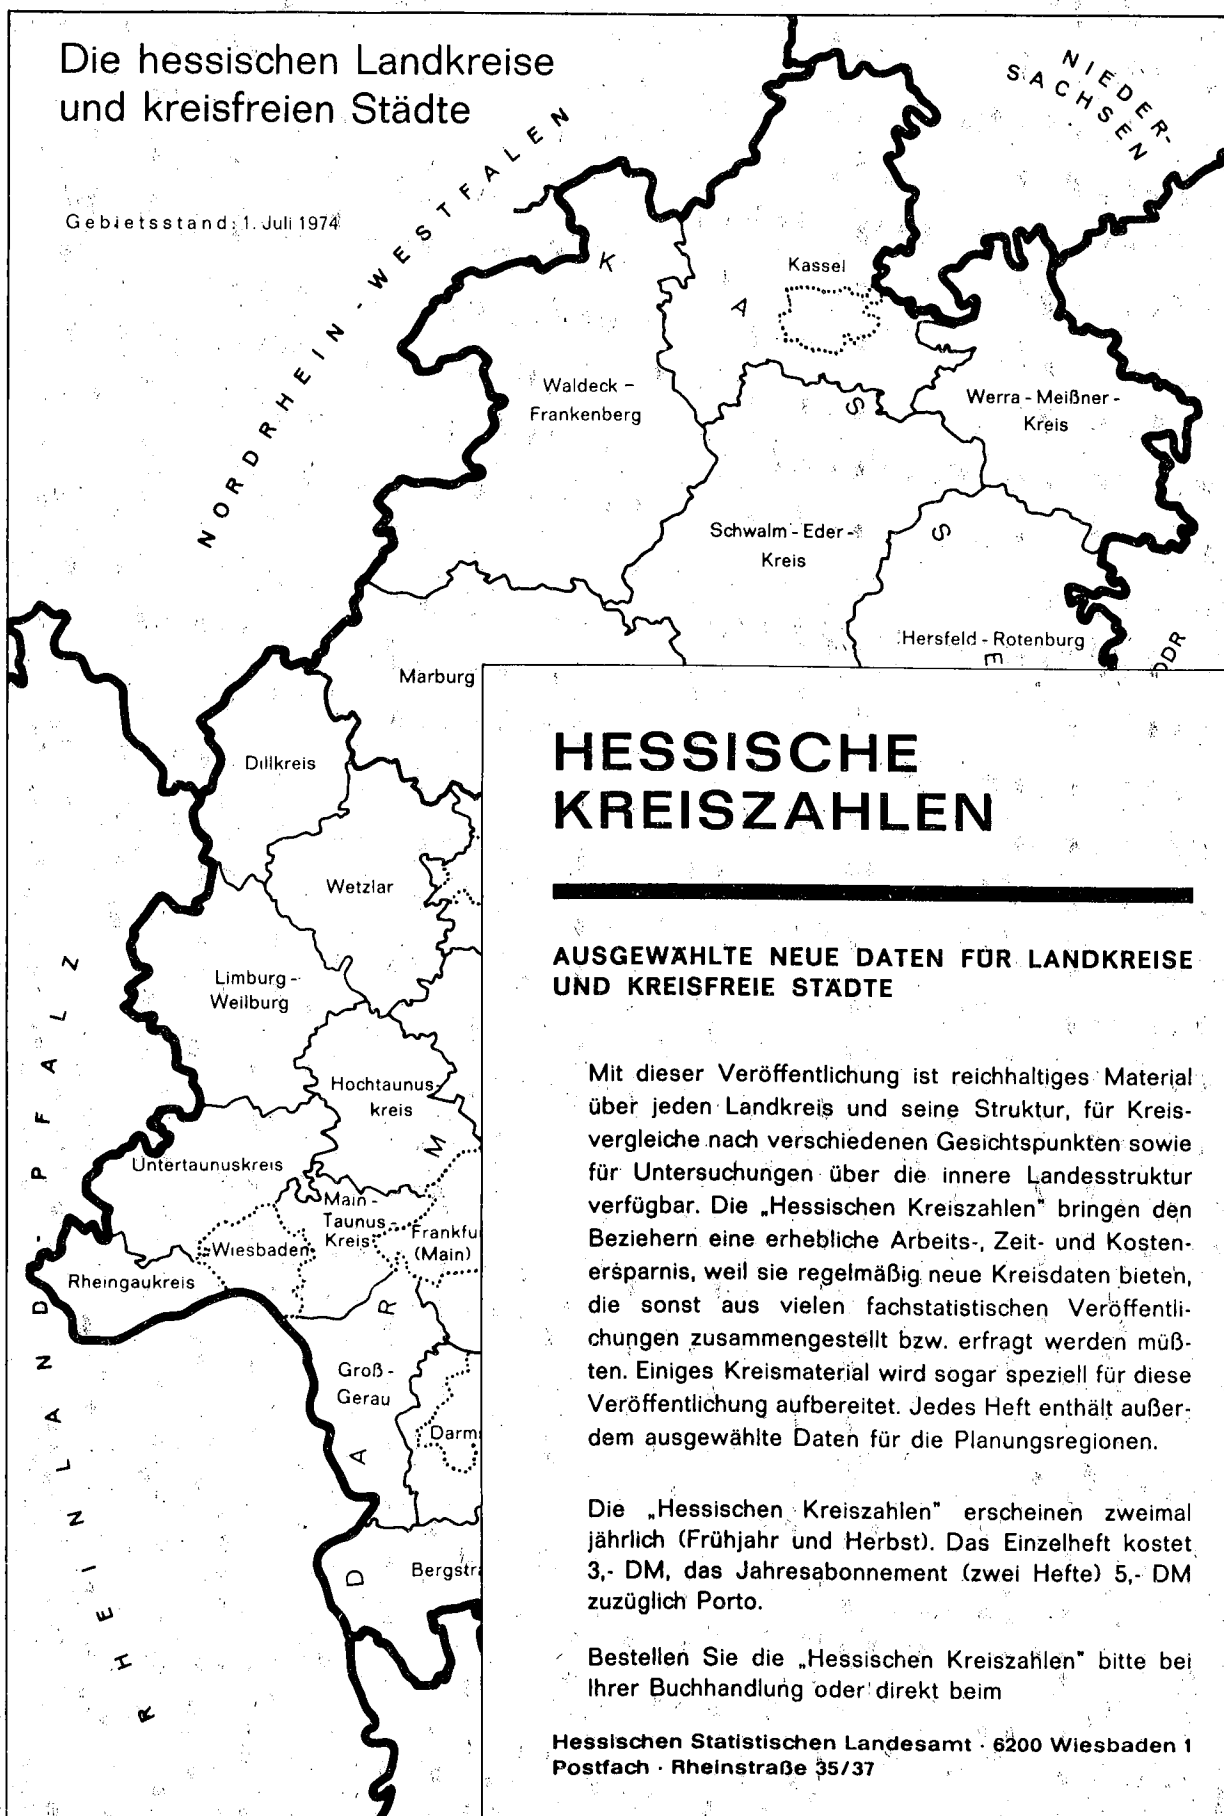 Die hessischen Landkreise
und kreisfreien Städte
Gebietsstand: 1. Juli 1974
NORDRHEIN - WESTFALEN
NIEDER-
SACHSEN
KASSEL
Kassel
Waldeck -
Frankenberg
Werra - Meißner -
Kreis
Schwalm - Eder -
Kreis
Hersfeld - Rotenburg
DDR
Marburg
Dillkreis
Wetzlar
Limburg -
Weilburg
Hochtaunus
kreis
Untertaunuskreis
Main -
Taunus -
Kreis
Frankfu
(Main)
Wiesbaden
Rheingaukreis
Groß -
Gerau
Darm
Bergstr
DARM
RHEINLAND - PFALZ
HESSISCHE
KREISZAHLEN
AUSGEWÄHLTE NEUE DATEN FÜR LANDKREISE
UND KREISFREIE STÄDTE
Mit dieser Veröffentlichung ist reichhaltiges Material
über jeden Landkreis und seine Struktur, für Kreis-
vergleiche nach verschiedenen Gesichtspunkten sowie
für Untersuchungen über die innere Landesstruktur
verfügbar. Die „Hessischen Kreiszahlen" bringen den
Beziehern eine erhebliche Arbeits-, Zeit- und Kosten-
ersparnis, weil sie regelmäßig neue Kreisdaten bieten,
die sonst aus vielen fachstatistischen Veröffentli-
chungen zusammengestellt bzw. erfragt werden müß-
ten. Einiges Kreismaterial wird sogar speziell für diese
Veröffentlichung aufbereitet. Jedes Heft enthält außer-
dem ausgewählte Daten für die Planungsregionen.
Die „Hessischen Kreiszahlen" erscheinen zweimal
jährlich (Frühjahr und Herbst). Das Einzelheft kostet
3,- DM, das Jahresabonnement (zwei Hefte) 5,- DM
zuzüglich Porto.
Bestellen Sie die „Hessischen Kreiszahlen" bitte bei
Ihrer Buchhandlung oder direkt beim
Hessischen Statistischen Landesamt · 6200 Wiesbaden 1
Postfach · Rheinstraße 35/37